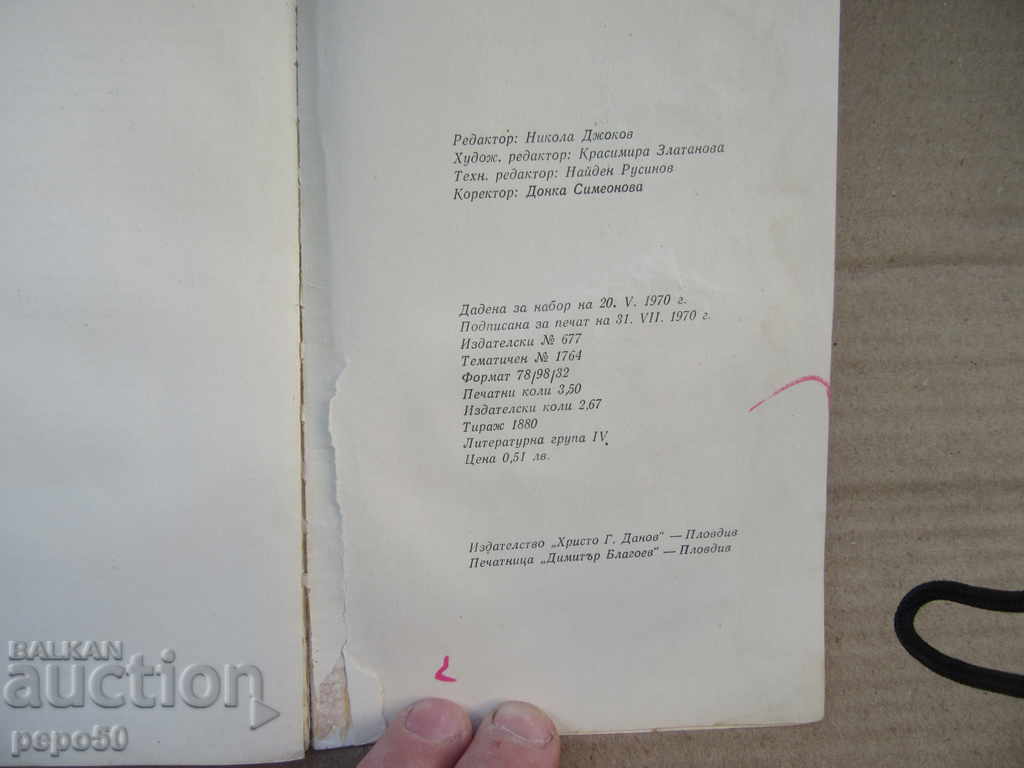 Редактор: Никола Джоков
Худож. редактор: Красимира Златанова
Техн. редактор: Найден Русинов
Коректор: Донка Симеонова
Дадена за набор на 20. V. 1970 г.
Подписана за печат на 31. VII. 1970 г.
Издателски № 677
Тематичен № 1764
Формат 78/98/32
Печатни коли 3,50
Издателски коли 2,67
Тираж 1880
Литературна група IV
Цена 0,51 лв.
Издателство „Христо Г. Данов“ — Пловдив
Печатница „Димитър Благоев“ — Пловдив
BALKAN
auction
pepo50